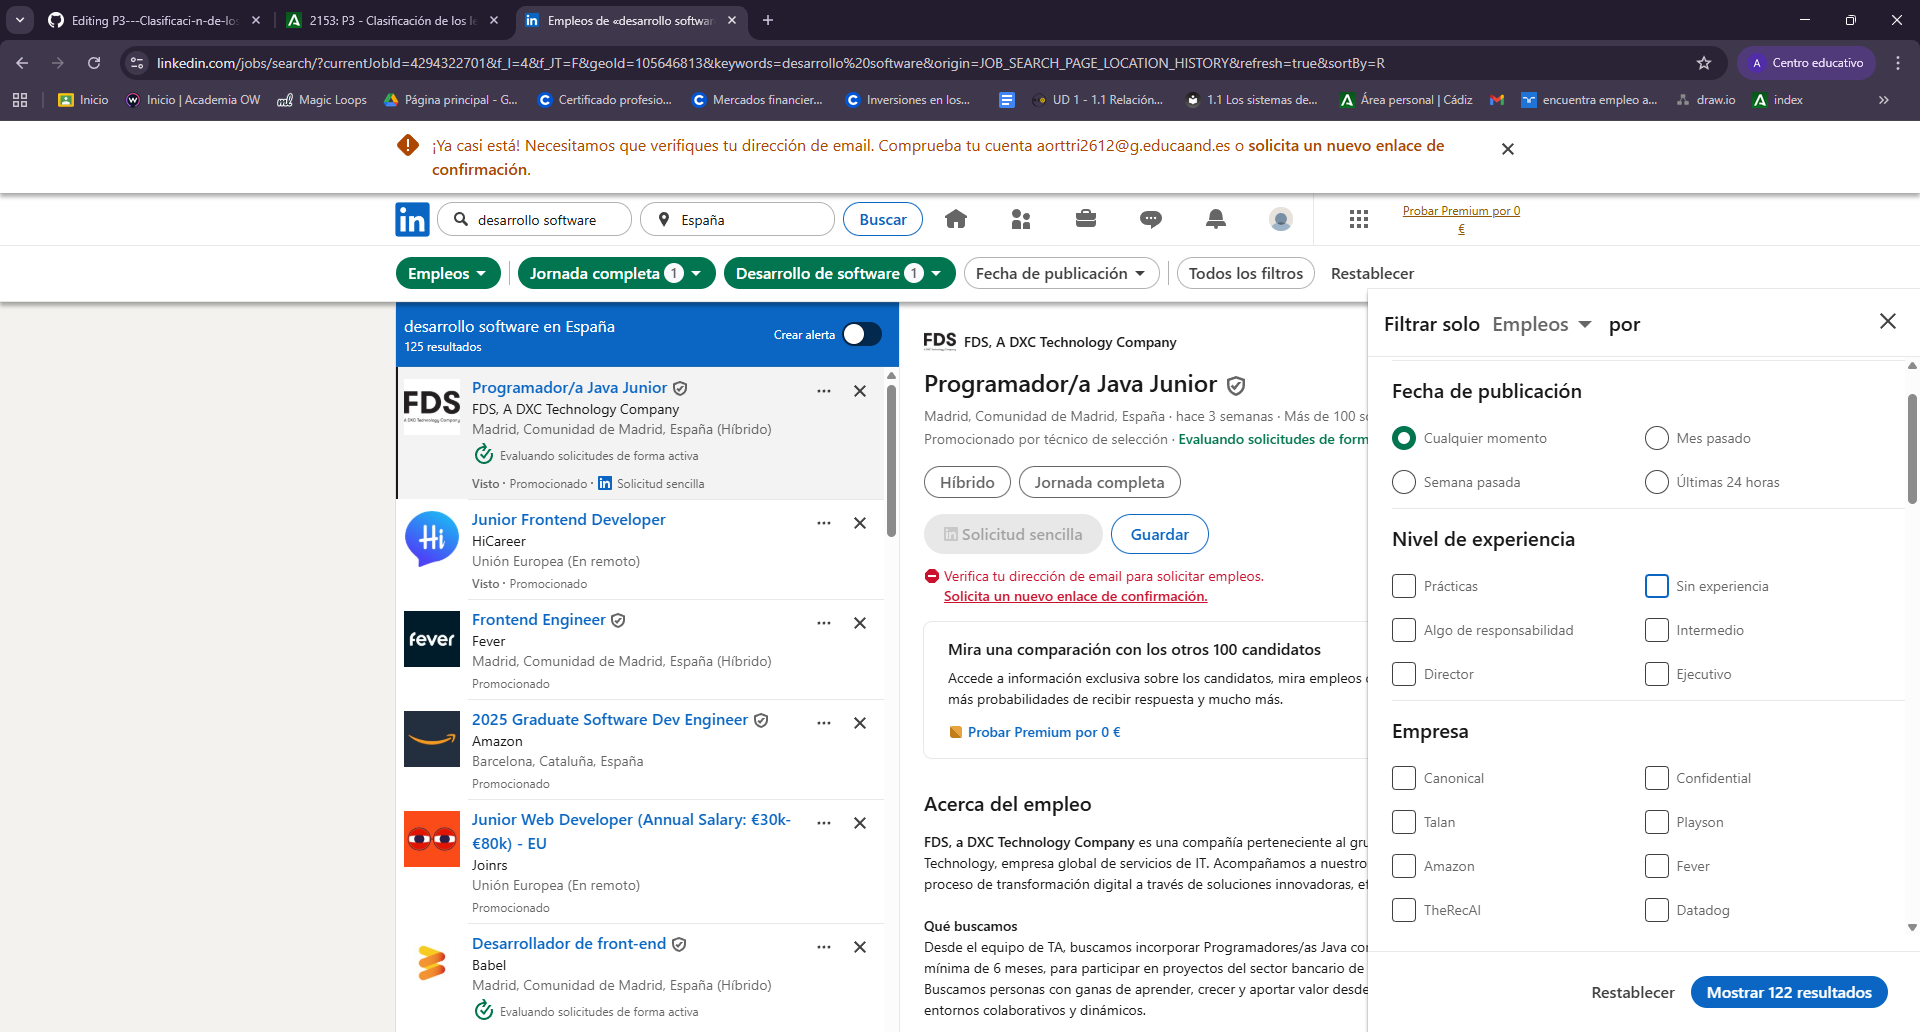 Editing P3---Clasificaci-n-de-los
2153: P3 - Clasificación de los le
Empleos de «desarrollo softwar
linkedin.com/jobs/search/?currentJobId=4294322701&f_I=4&f_JT=F&geoId=105646813&keywords=desarrollo%20software&origin=JOB_SEARCH_PAGE_LOCATION_HISTORY&refresh=true&sortBy=R
A Centro educativo
Inicio
Inicio | Academia OW
Magic Loops
Página principal - G...
Certificado profesio...
Mercados financier...
Inversiones en los...
UD 1 - 1.1 Relación...
1.1 Los sistemas de...
Área personal | Cádiz
encuentra empleo a...
draw.io
index
¡Ya casi está! Necesitamos que verifiques tu dirección de email. Comprueba tu cuenta aorttri2612@g.educaand.es o solicita un nuevo enlace de
confirmación.
in
desarrollo software
España
Buscar
Probar Premium por 0
€
Empleos
Jornada completa 1
Desarrollo de software 1
Fecha de publicación
Todos los filtros
Restablecer
desarrollo software en España
125 resultados
Crear alerta
FDS
A DXC Technology Company
Programador/a Java Junior
FDS, A DXC Technology Company
Madrid, Comunidad de Madrid, España (Híbrido)
Evaluando solicitudes de forma activa
Visto · Promocionado · in Solicitud sencilla
Hi
Junior Frontend Developer
HiCareer
Unión Europea (En remoto)
Visto · Promocionado
fever
Frontend Engineer
Fever
Madrid, Comunidad de Madrid, España (Híbrido)
Promocionado
2025 Graduate Software Dev Engineer
Amazon
Barcelona, Cataluña, España
Promocionado
Junior Web Developer (Annual Salary: €30k-
€80k) - EU
Joinrs
Unión Europea (En remoto)
Promocionado
Desarrollador de front-end
Babel
Madrid, Comunidad de Madrid, España (Híbrido)
Evaluando solicitudes de forma activa
FDS
FDS, A DXC Technology Company
Programador/a Java Junior
Madrid, Comunidad de Madrid, España · hace 3 semanas · Más de 100 so
Promocionado por técnico de selección · Evaluando solicitudes de form
Híbrido
Jornada completa
in Solicitud sencilla
Guardar
Verifica tu dirección de email para solicitar empleos.
Solicita un nuevo enlace de confirmación.
Mira una comparación con los otros 100 candidatos
Accede a información exclusiva sobre los candidatos, mira empleos c
más probabilidades de recibir respuesta y mucho más.
Probar Premium por 0 €
Acerca del empleo
FDS, a DXC Technology Company es una compañía perteneciente al gru
Technology, empresa global de servicios de IT. Acompañamos a nuestro
proceso de transformación digital a través de soluciones innovadoras, ef
Qué buscamos
Desde el equipo de TA, buscamos incorporar Programadores/as Java cor
mínima de 6 meses, para participar en proyectos del sector bancario de
Buscamos personas con ganas de aprender, crecer y aportar valor desde
entornos colaborativos y dinámicos.
Filtrar solo Empleos por
Fecha de publicación
Cualquier momento
Mes pasado
Semana pasada
Últimas 24 horas
Nivel de experiencia
Prácticas
Sin experiencia
Algo de responsabilidad
Intermedio
Director
Ejecutivo
Empresa
Canonical
Confidential
Talan
Playson
Amazon
Fever
TheRecAI
Datadog
Restablecer
Mostrar 122 resultados